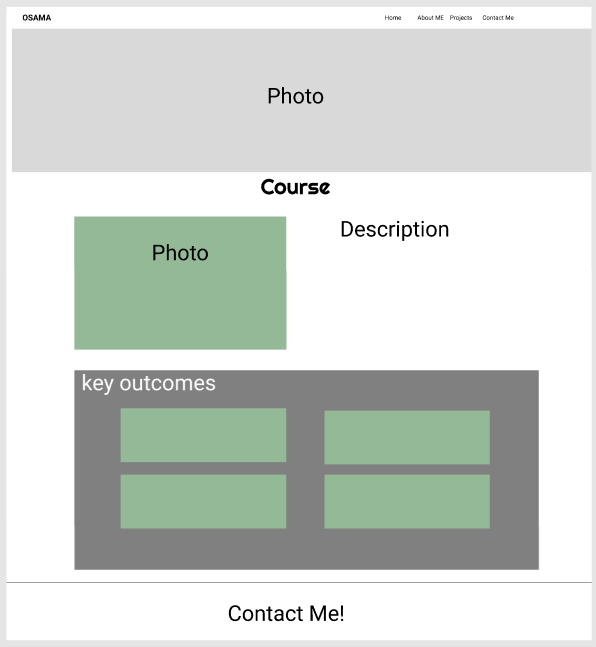 OSAMA Home About ME Projects Contact Me
Photo
Course
Photo
Description
key outcomes
Contact Me!